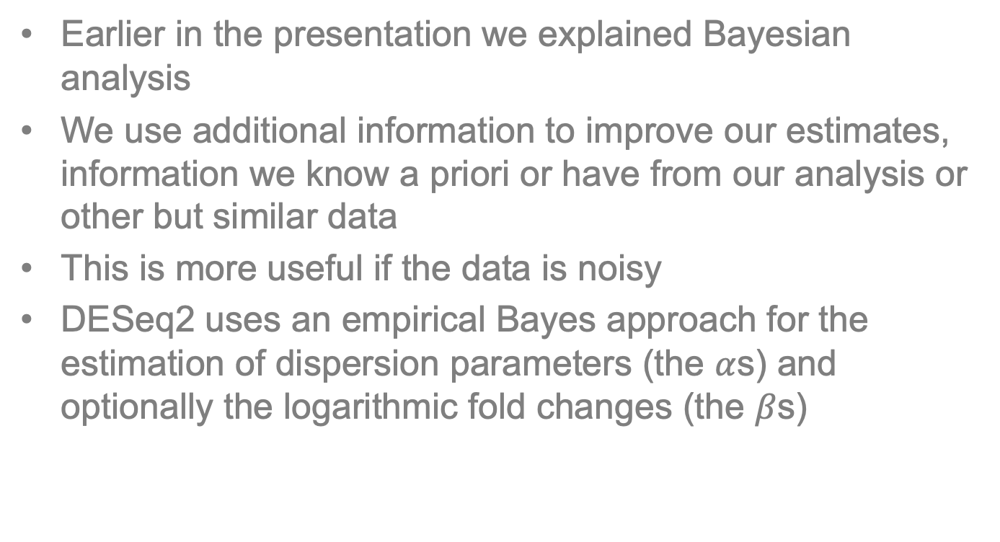 • Earlier in the presentation we explained Bayesian
analysis
• We use additional information to improve our estimates,
information we know a priori or have from our analysis or
other but similar data
• This is more useful if the data is noisy
• DESeq2 uses an empirical Bayes approach for the
estimation of dispersion parameters (the 𝛼s) and
optionally the logarithmic fold changes (the 𝛽s)